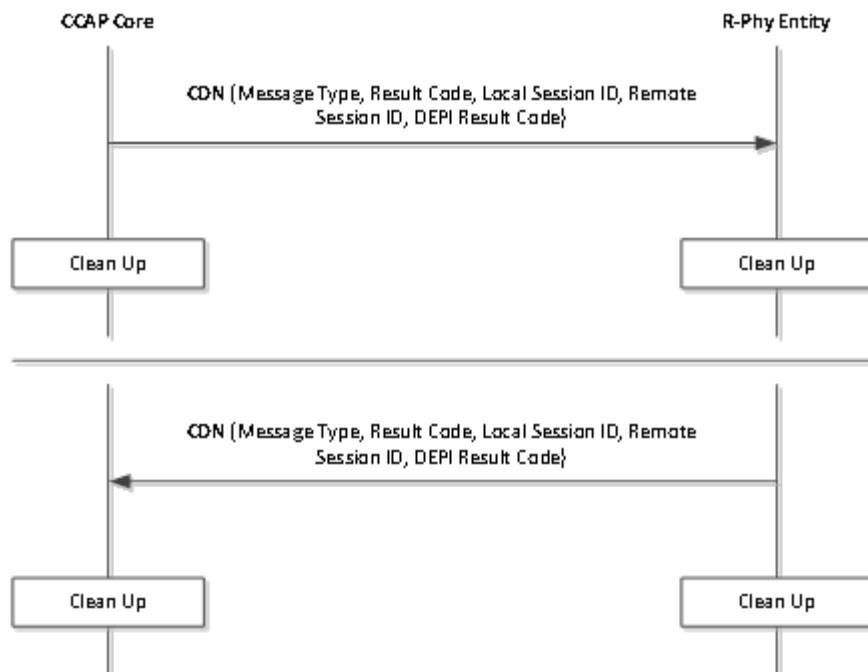 CCAP Core
R-Phy Entity
CDN (Message Type, Result Code, Local Session ID, Remote
Session ID, DEPI Result Code}
Clean Up
Clean Up
CDN (Message Type, Result Code, Local Session ID, Remote
Session ID, DEPI Result Code}
Clean Up
Clean Up